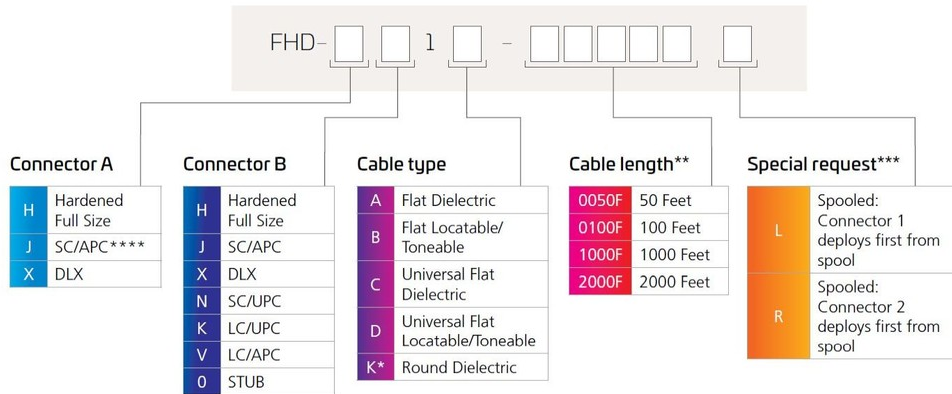 FHD- 1 -
Connector A
H Hardened
Full Size
J SC/APC****
X DLX
Connector B
H Hardened
Full Size
J SC/APC
X DLX
N SC/UPC
K LC/UPC
V LC/APC
0 STUB
Cable type
A Flat Dielectric
B Flat Locatable/
Toneable
C Universal Flat
Dielectric
D Universal Flat
Locatable/Toneable
K* Round Dielectric
Cable length**
0050F 50 Feet
0100F 100 Feet
1000F 1000 Feet
2000F 2000 Feet
Special request***
L Spooled:
Connector 1
deploys first from
spool
R Spooled:
Connector 2
deploys first from
spool